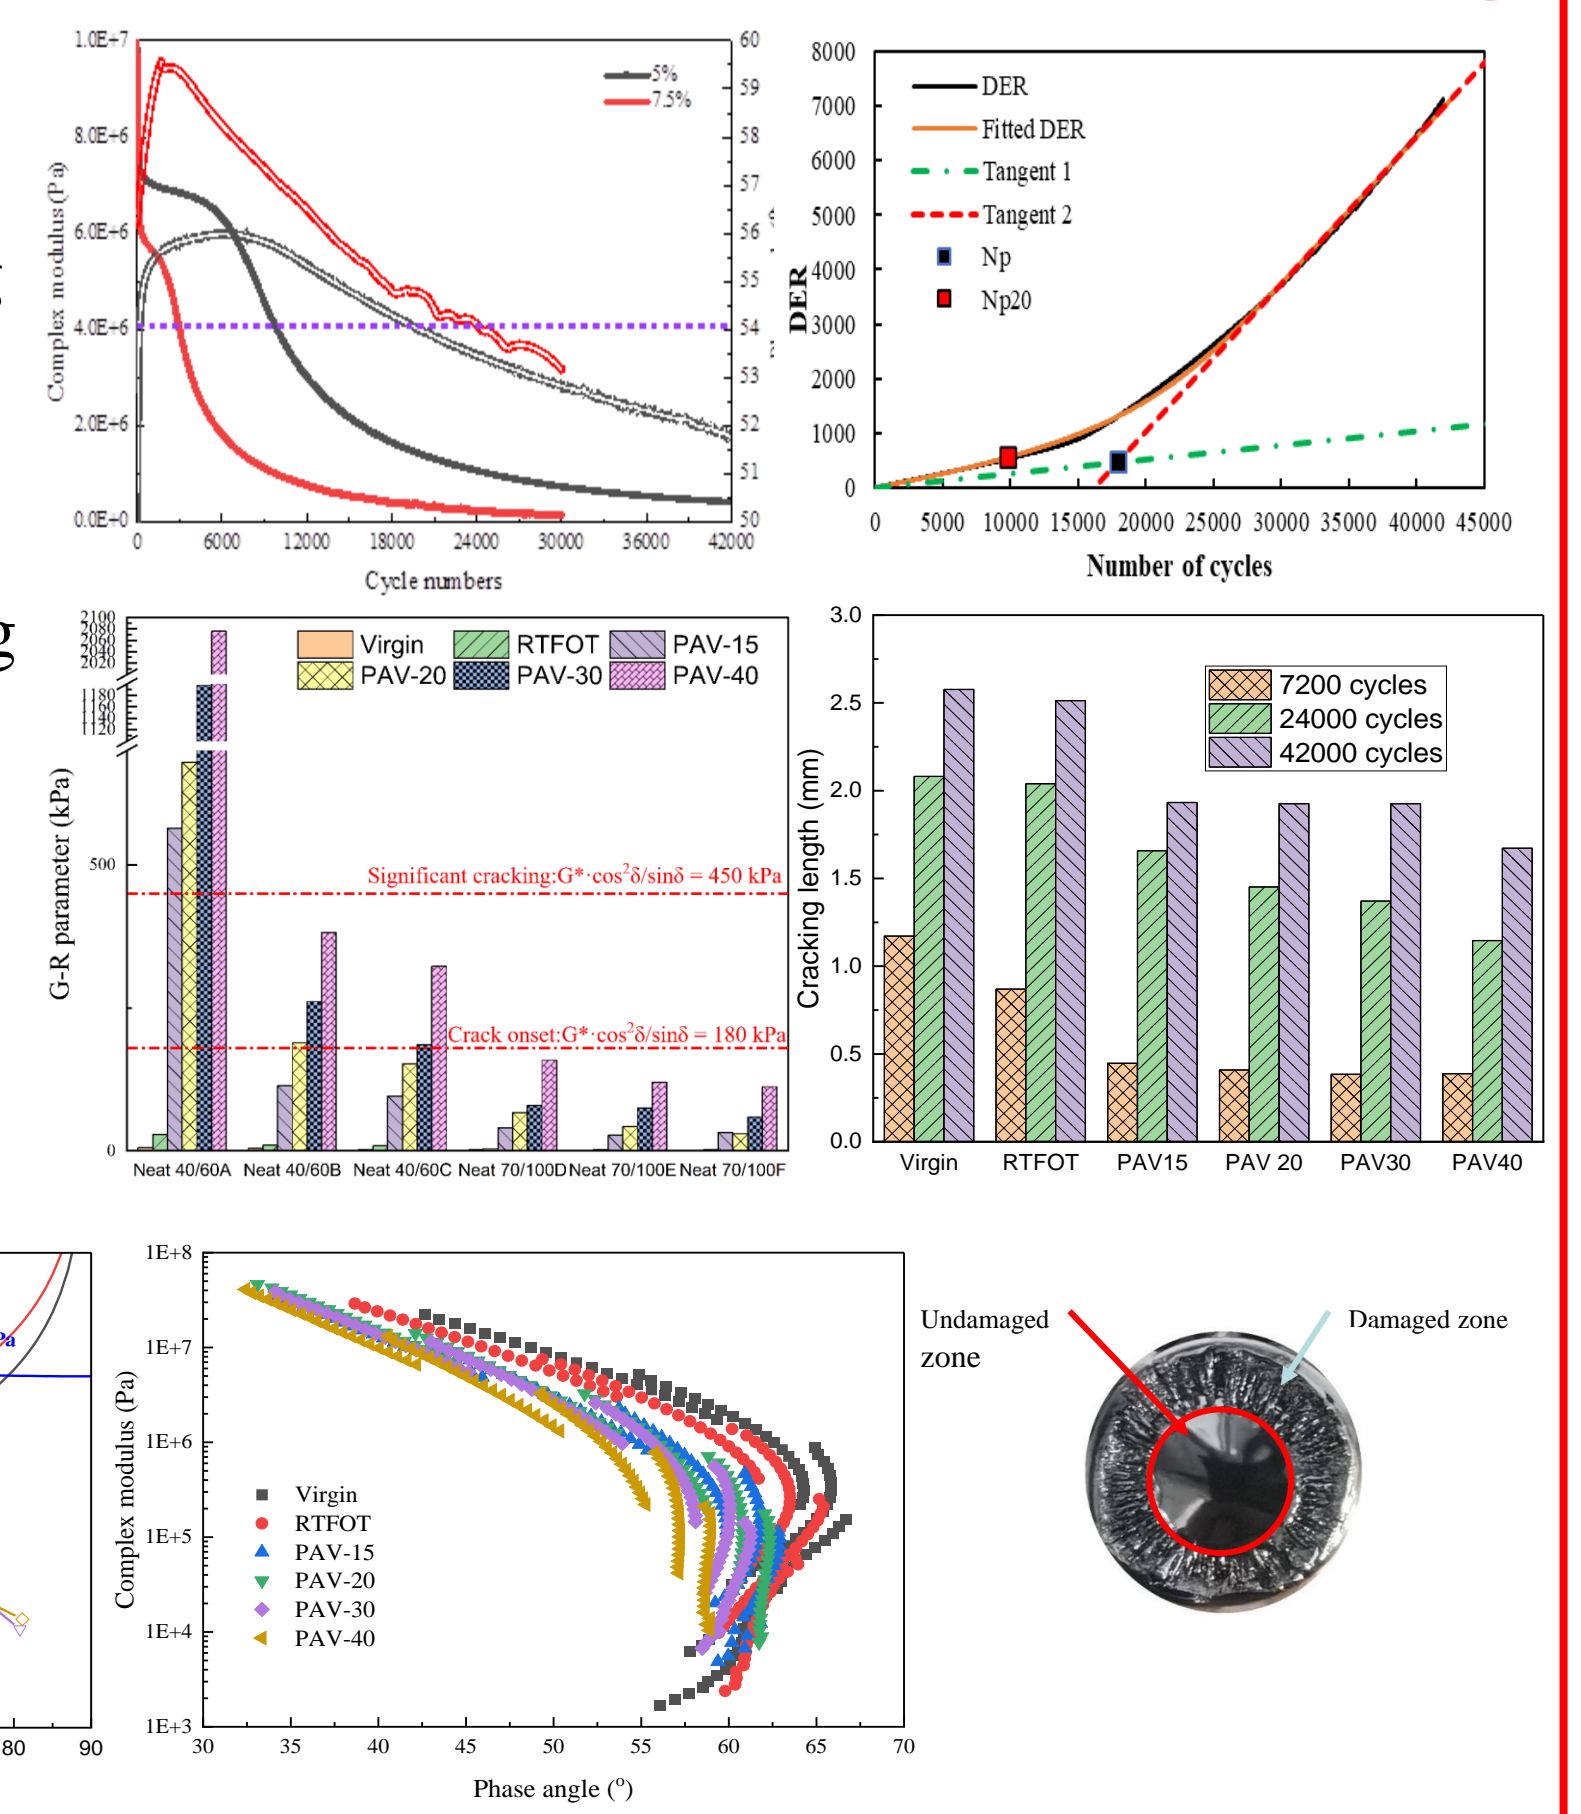 1.0E+7
8.0E+6
6.0E+6
4.0E+6
2.0E+6
0.0E+0
Complex modulus (Pa)
5%
7.5%
60
59
58
57
56
55
54
53
52
51
50
0
6000
12000
18000
24000
30000
36000
42000
Cycle numbers
8000
7000
6000
5000
4000
3000
2000
1000
0
DER
DER
Fitted DER
Tangent 1
Tangent 2
Np
Np20
0
5000
10000
15000
20000
25000
30000
35000
40000
45000
Number of cycles
g
2100
2080
2060
2040
2020
1180
1160
1140
1120
500
0
G-R parameter (kPa)
Virgin
RTFOT
PAV-15
PAV-20
PAV-30
PAV-40
Significant cracking:G*·cos²δ/sinδ = 450 kPa
Crack onset:G*·cos²δ/sinδ = 180 kPa
Neat 40/60A
Neat 40/60B
Neat 40/60C
Neat 70/100D
Neat 70/100E
Neat 70/100F
3.0
2.5
2.0
1.5
1.0
0.5
0.0
Cracking length (mm)
7200 cycles
24000 cycles
42000 cycles
Virgin
RTFOT
PAV15
PAV 20
PAV30
PAV40
Pa
80
90
1E+8
1E+7
1E+6
1E+5
1E+4
1E+3
Complex modulus (Pa)
Virgin
RTFOT
PAV-15
PAV-20
PAV-30
PAV-40
30
35
40
45
50
55
60
65
70
Phase angle (°)
Undamaged
zone
Damaged zone